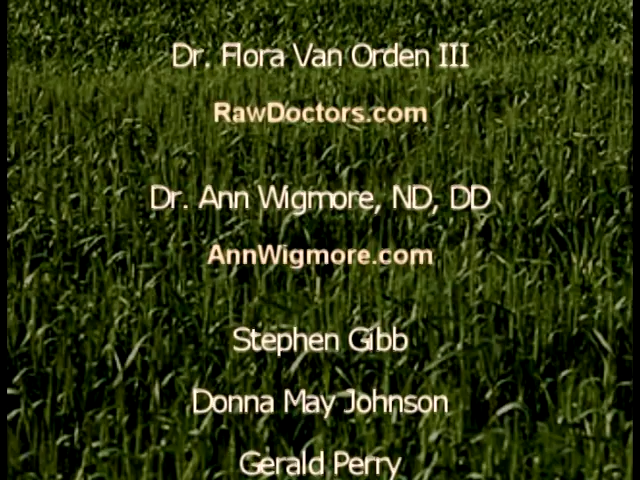 Dr. Flora Van Orden III
RawDoctors.com
Dr. Ann Wigmore, ND, DD
AnnWigmore.com
Stephen Gibb
Donna May Johnson
Gerald Perry